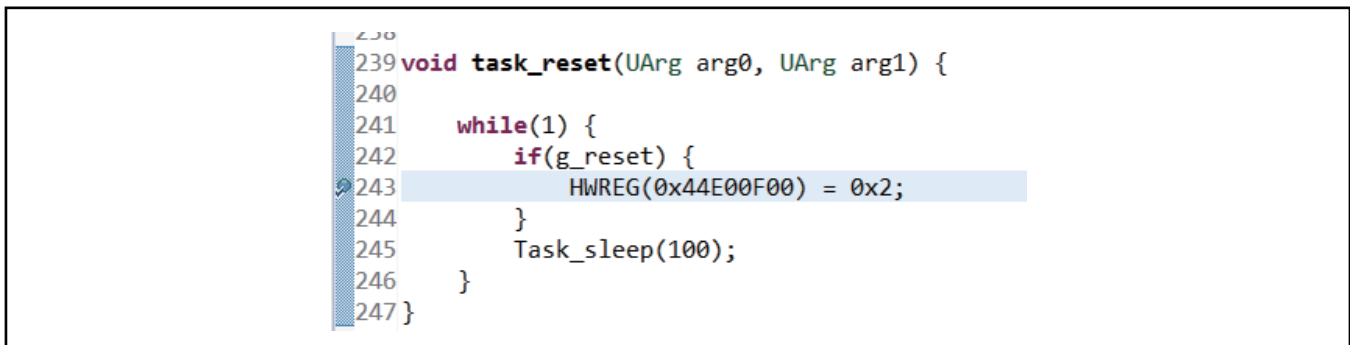 239 void task_reset(UArg arg0, UArg arg1) {
240
241     while(1) {
242         if(g_reset) {
243             HWREG(0x44E00F00) = 0x2;
244         }
245         Task_sleep(100);
246     }
247 }